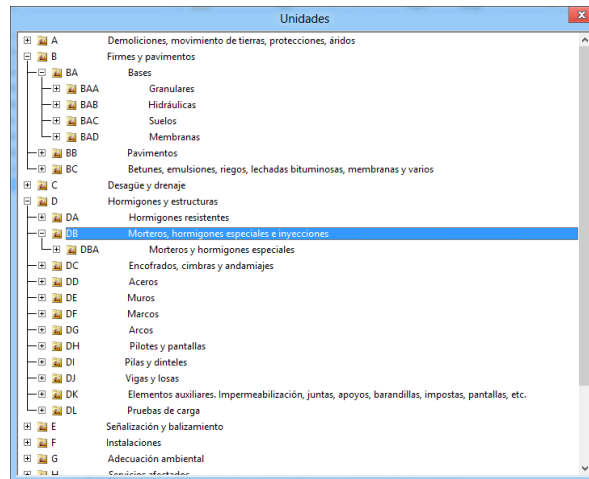 Unidades
A Demoliciones, movimiento de tierras, protecciones, áridos
B Firmes y pavimentos
BA Bases
BAA Granulares
BAB Hidráulicas
BAC Suelos
BAD Membranas
BB Pavimentos
BC Betunes, emulsiones, riegos, lechadas bituminosas, membranas y varios
C Desagüe y drenaje
D Hormigones y estructuras
DA Hormigones resistentes
DB Morteros, hormigones especiales e inyecciones
DBA Morteros y hormigones especiales
DC Encofrados, cimbras y andamiajes
DD Aceros
DE Muros
DF Marcos
DG Arcos
DH Pilotes y pantallas
DI Pilas y dinteles
DJ Vigas y losas
DK Elementos auxiliares. Impermeabilización, juntas, apoyos, barandillas, impostas, pantallas, etc.
DL Pruebas de carga
E Señalización y balizamiento
F Instalaciones
G Adecuación ambiental
H Servicios afectados